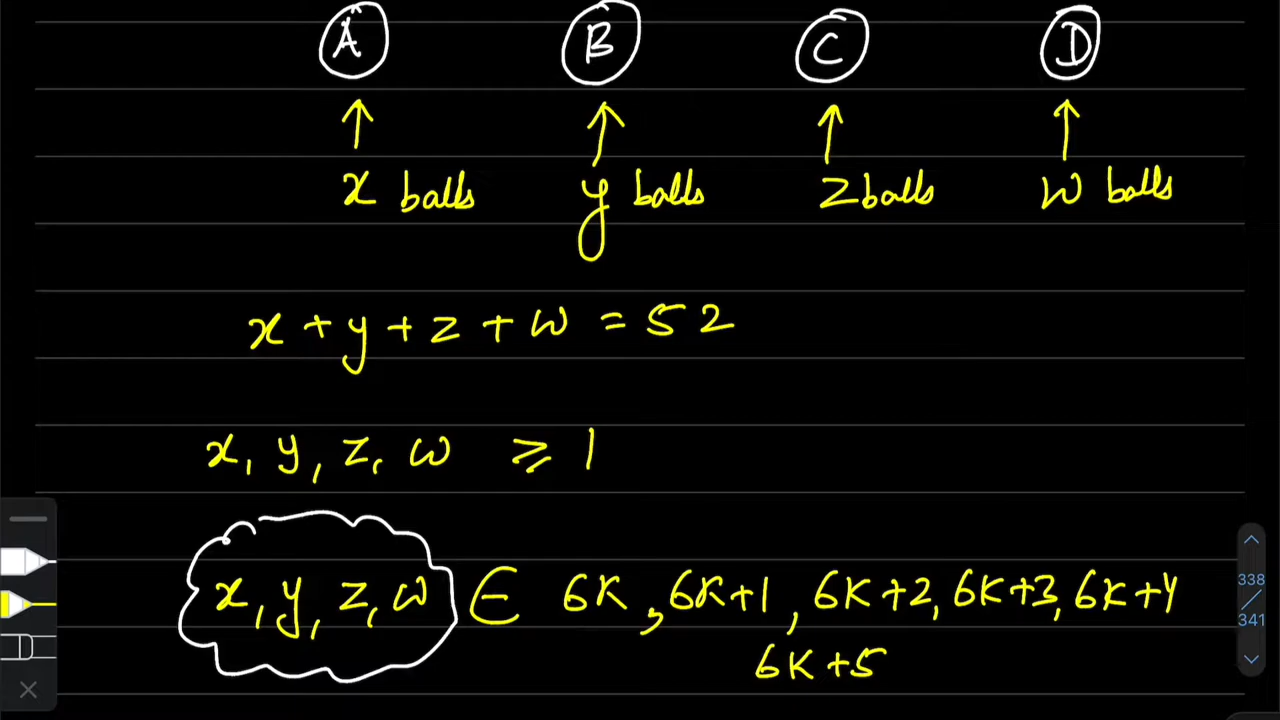 A B C D
↑ ↑ ↑ ↑
x balls y balls z balls w balls
x + y + z + w = 52
x, y, z, w ≥ 1
x, y, z, w ∈ 6K, 6K+1, 6K+2, 6K+3, 6K+4
6K+5
338
341